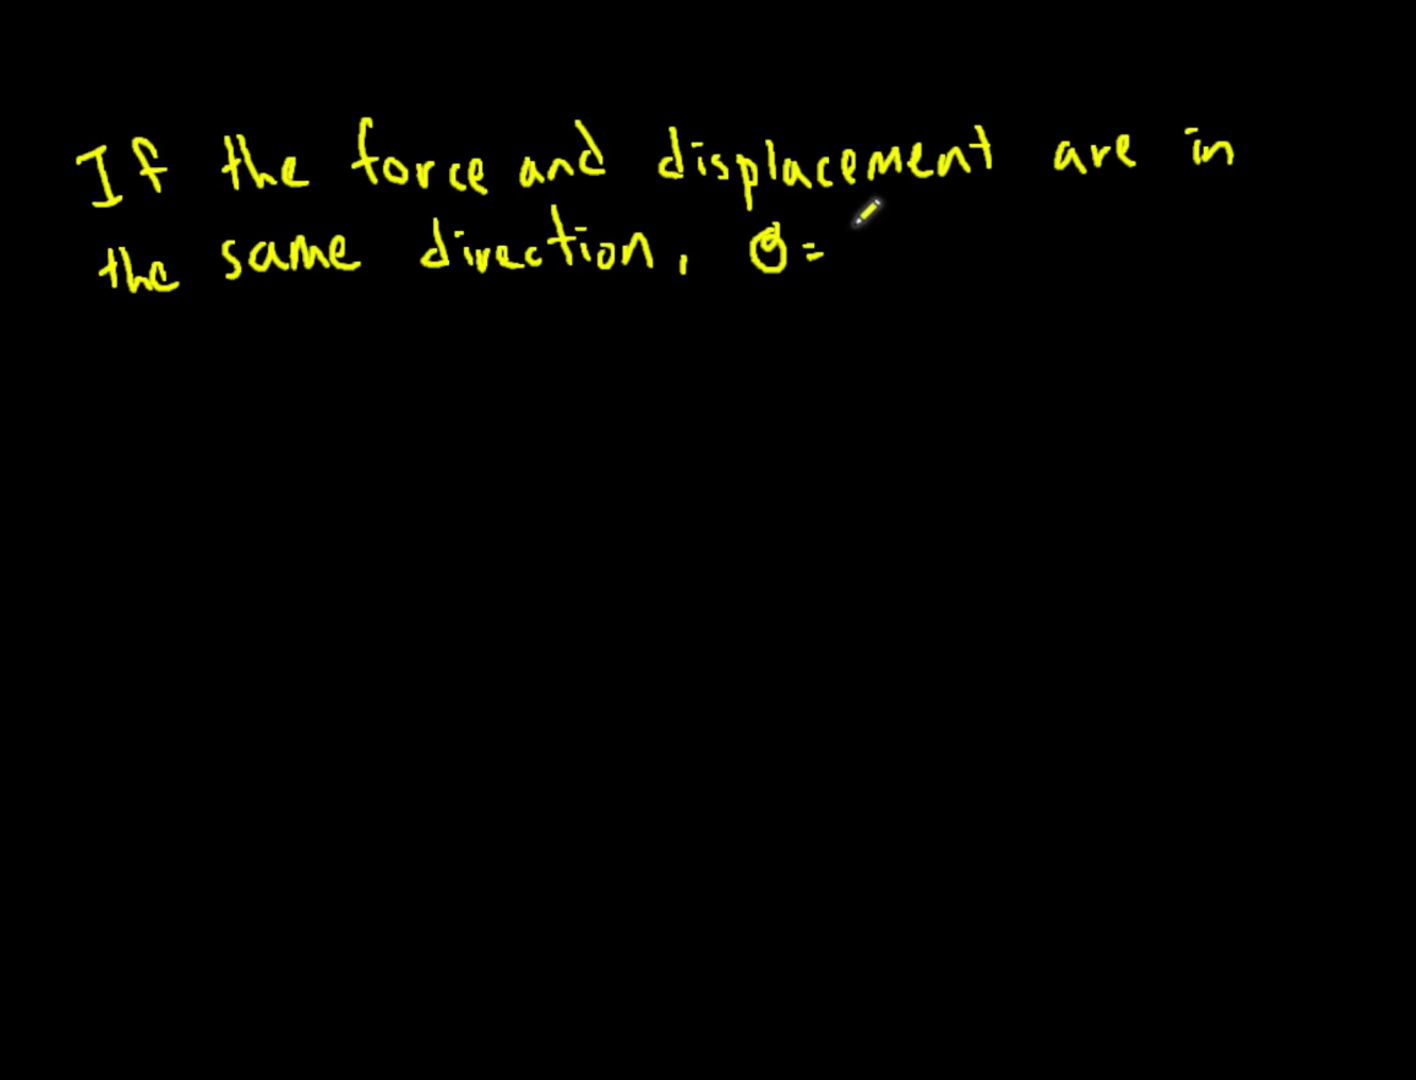 If the force and displacement are in
the same direction, θ=